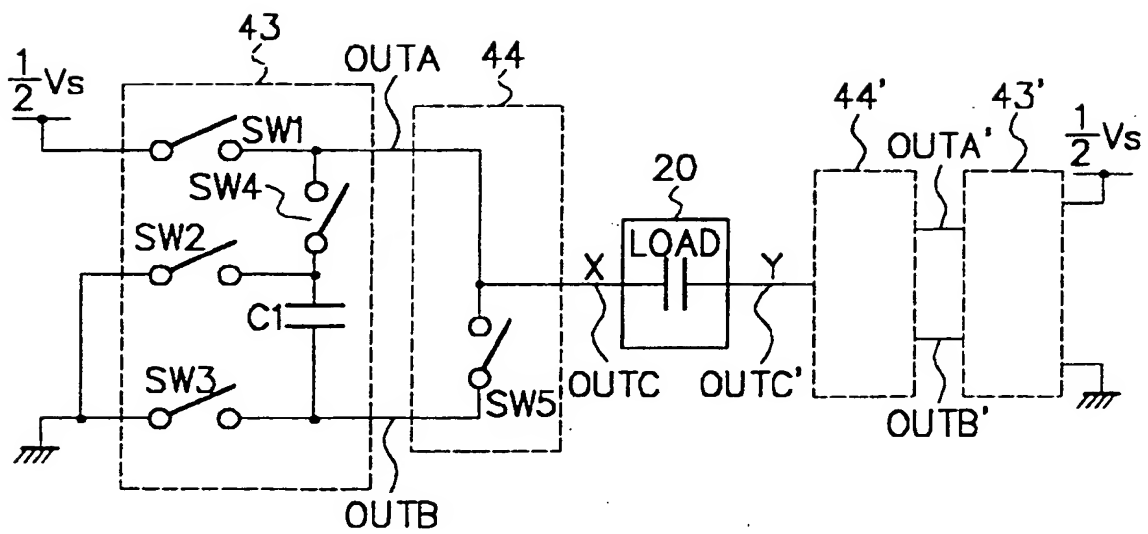 43
OUTA
44
1/2 Vs
SW1
SW4
SW2
C1
SW3
SW5
OUTB
20
LOAD
X
Y
OUTC
OUTC'
44'
43'
OUTA'
1/2 Vs
OUTB'